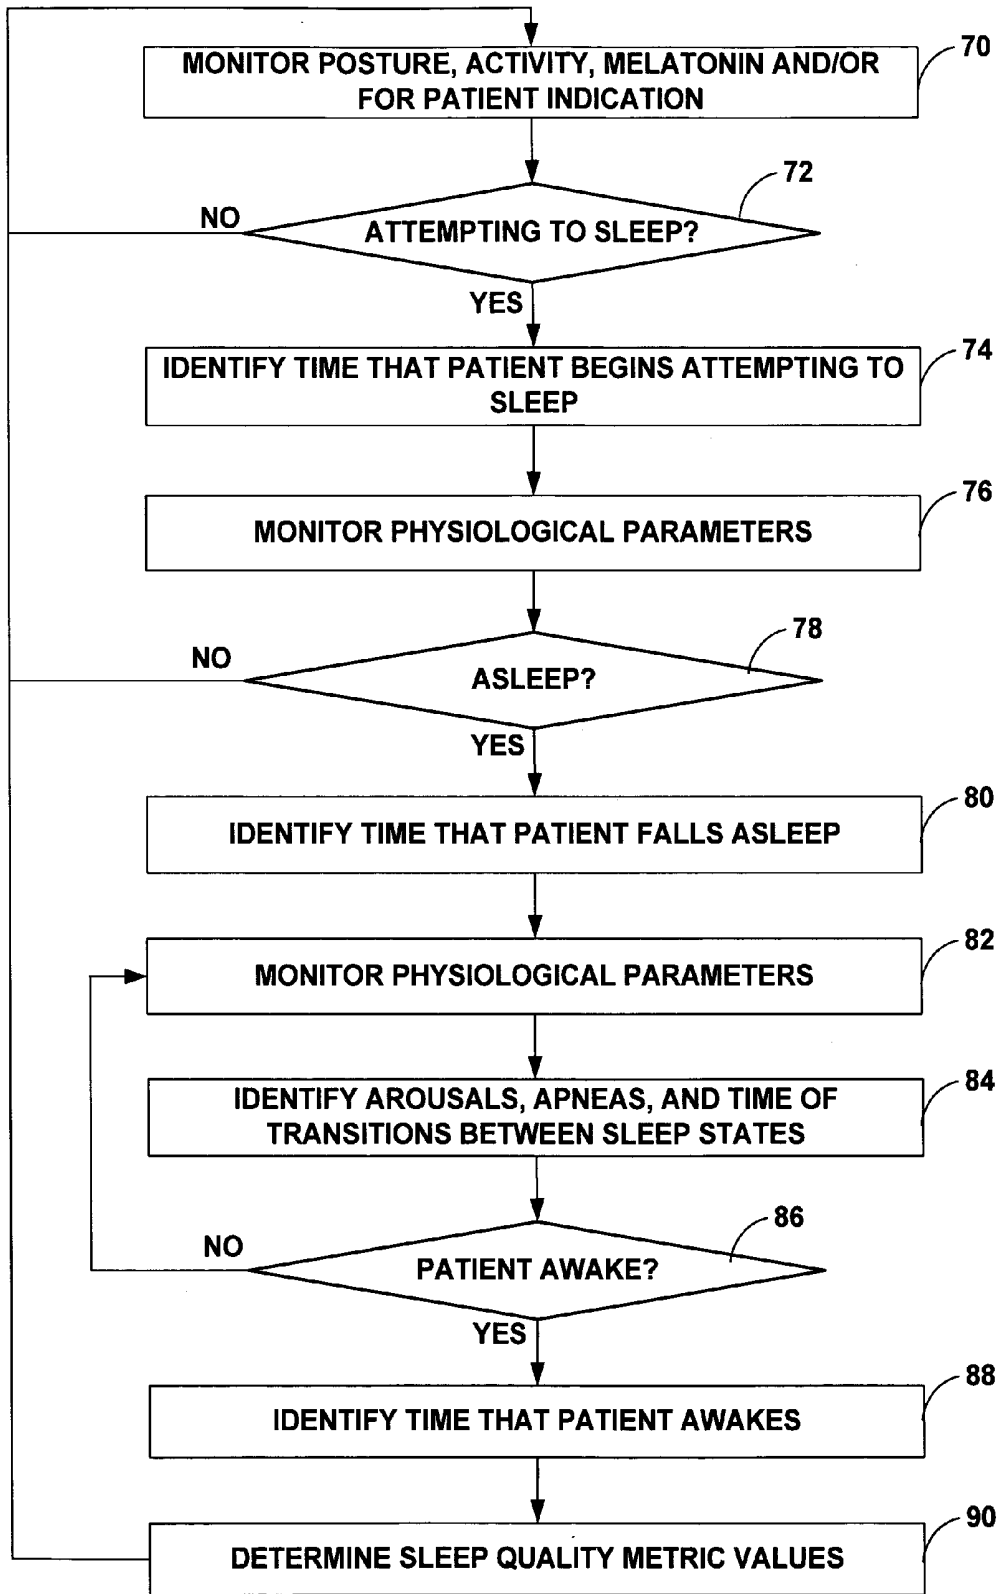 MONITOR POSTURE, ACTIVITY, MELATONIN AND/OR
FOR PATIENT INDICATION
70
72
NO
ATTEMPTING TO SLEEP?
YES
74
IDENTIFY TIME THAT PATIENT BEGINS ATTEMPTING TO
SLEEP
76
MONITOR PHYSIOLOGICAL PARAMETERS
78
NO
ASLEEP?
YES
80
IDENTIFY TIME THAT PATIENT FALLS ASLEEP
82
MONITOR PHYSIOLOGICAL PARAMETERS
84
IDENTIFY AROUSALS, APNEAS, AND TIME OF
TRANSITIONS BETWEEN SLEEP STATES
86
NO
PATIENT AWAKE?
YES
88
IDENTIFY TIME THAT PATIENT AWAKES
90
DETERMINE SLEEP QUALITY METRIC VALUES